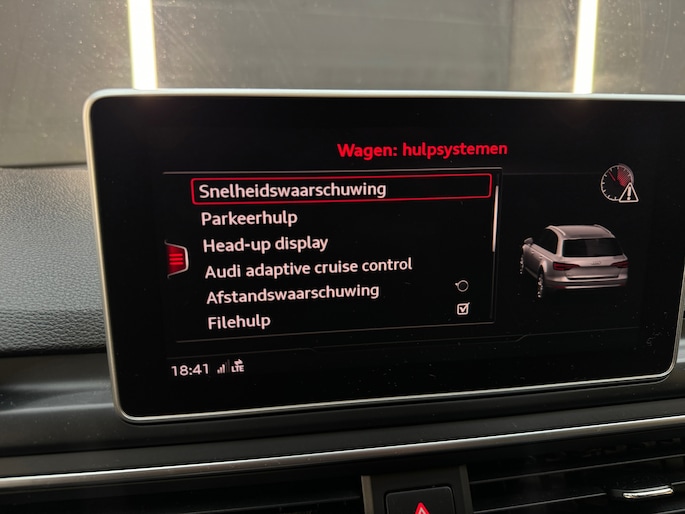 Wagen: hulpsystemen
Snelheidswaarschuwing
Parkeerhulp
Head-up display
Audi adaptive cruise control
Afstandswaarschuwing
Filehulp
18:41 LTE